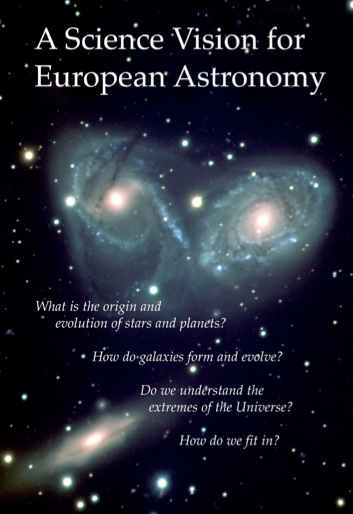 A Science Vision for
European Astronomy
What is the origin and
evolution of stars and planets?
How do galaxies form and evolve?
Do we understand the
extremes of the Universe?
How do we fit in?